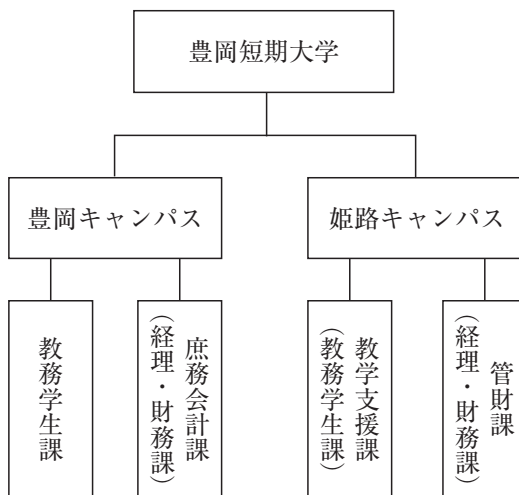 豊岡短期大学
豊岡キャンパス
姫路キャンパス
教務学生課
庶務会計課
(経理・財務課)
教学支援課
(教務学生課)
管財課
(経理・財務課)